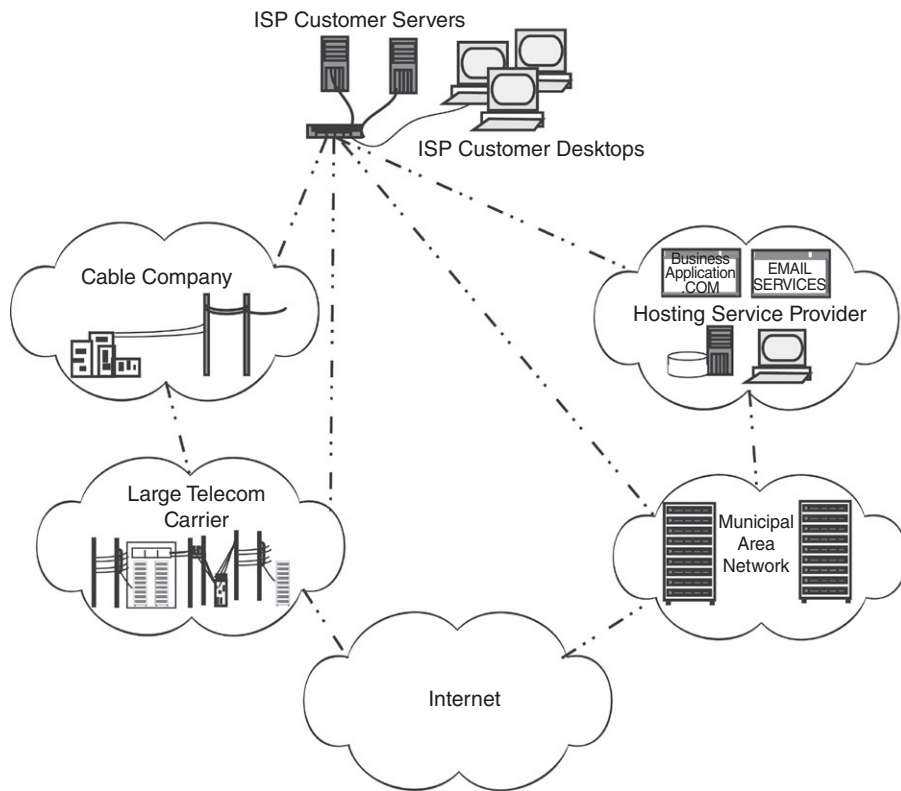 ISP Customer Servers
ISP Customer Desktops
Cable Company
Business
Application
.COM
EMAIL
SERVICES
Hosting Service Provider
Large Telecom
Carrier
Municipal
Area
Network
Internet